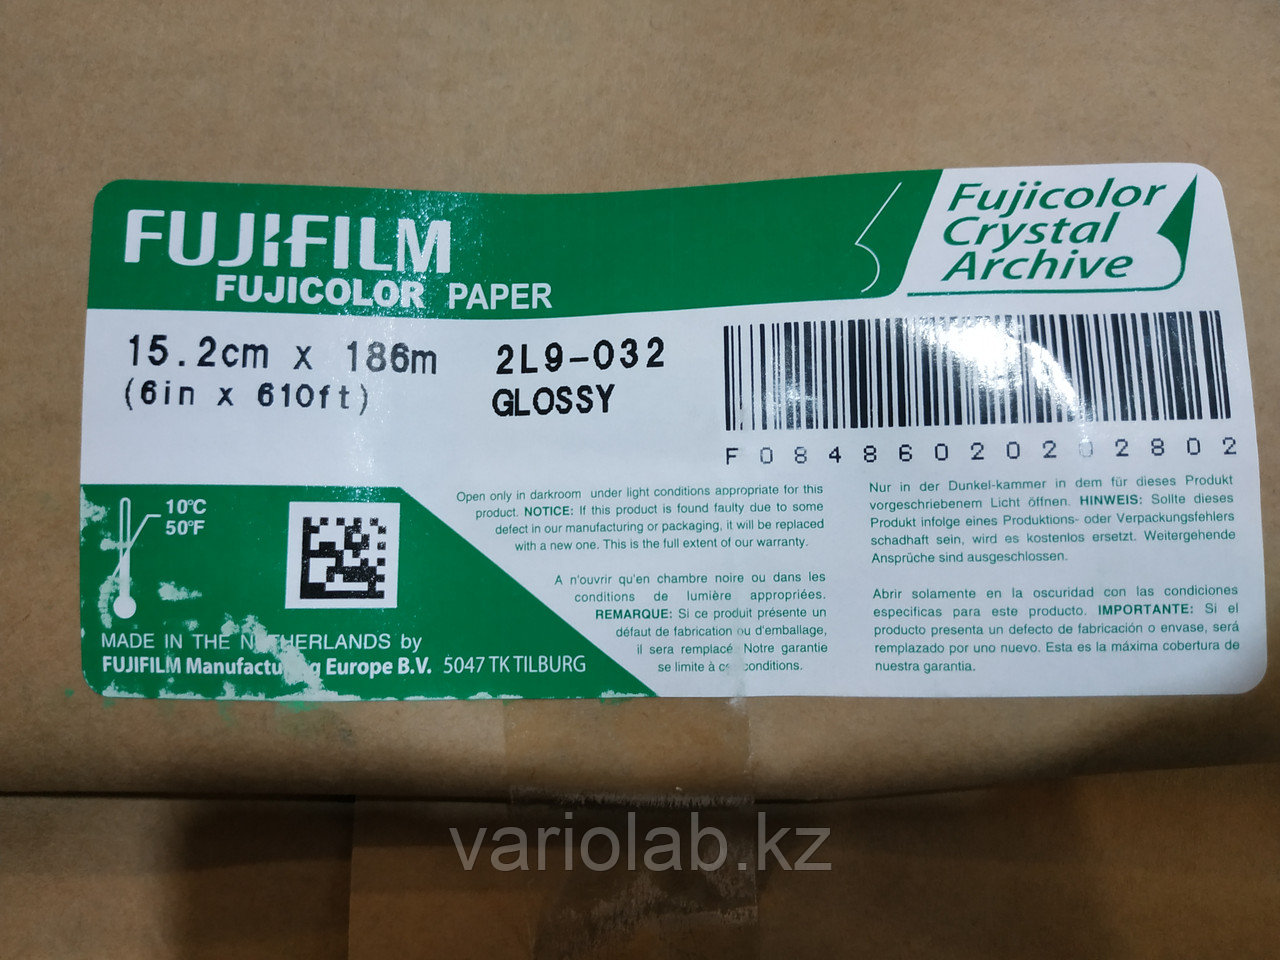 FUJIFILM
FUJICOLOR PAPER
Fujicolor
Crystal
Archive
15.2cm x 186m
(6in x 610ft)
2L9-032
GLOSSY
F0848602020 2802
10°C
50°F
Open only in darkroom under light conditions appropriate for this
product. NOTICE: If this product is found faulty due to some
defect in our manufacturing or packaging, it will be replaced
with a new one. This is the full extent of our warranty.
A n'ouvrir qu'en chambre noire ou dans les
conditions de lumière appropriées.
REMARQUE: Si ce produit présente un
défaut de fabrication ou d'emballage,
il sera remplacé. Notre garantie
se limite à ces conditions.
Nur in der Dunkel-kammer in dem für dieses Produkt
vorgeschriebenem Licht öffnen. HINWEIS: Sollte dieses
Produkt infolge eines Produktions- oder Verpackungsfehlers
schadhaft sein, wird es kostenlos ersetzt. Weitergehende
Ansprüche sind ausgeschlossen.
Abrir solamente en la oscuridad con las condiciones
especificas para este producto. IMPORTANTE: Si el
producto presenta un defecto de fabricación o envase, será
remplazado por uno nuevo. Esta es la máxima cobertura de
nuestra garantia.
MADE IN THE NETHERLANDS by
FUJIFILM Manufacturing Europe B.V. 5047 TK TILBURG
variolab.kz